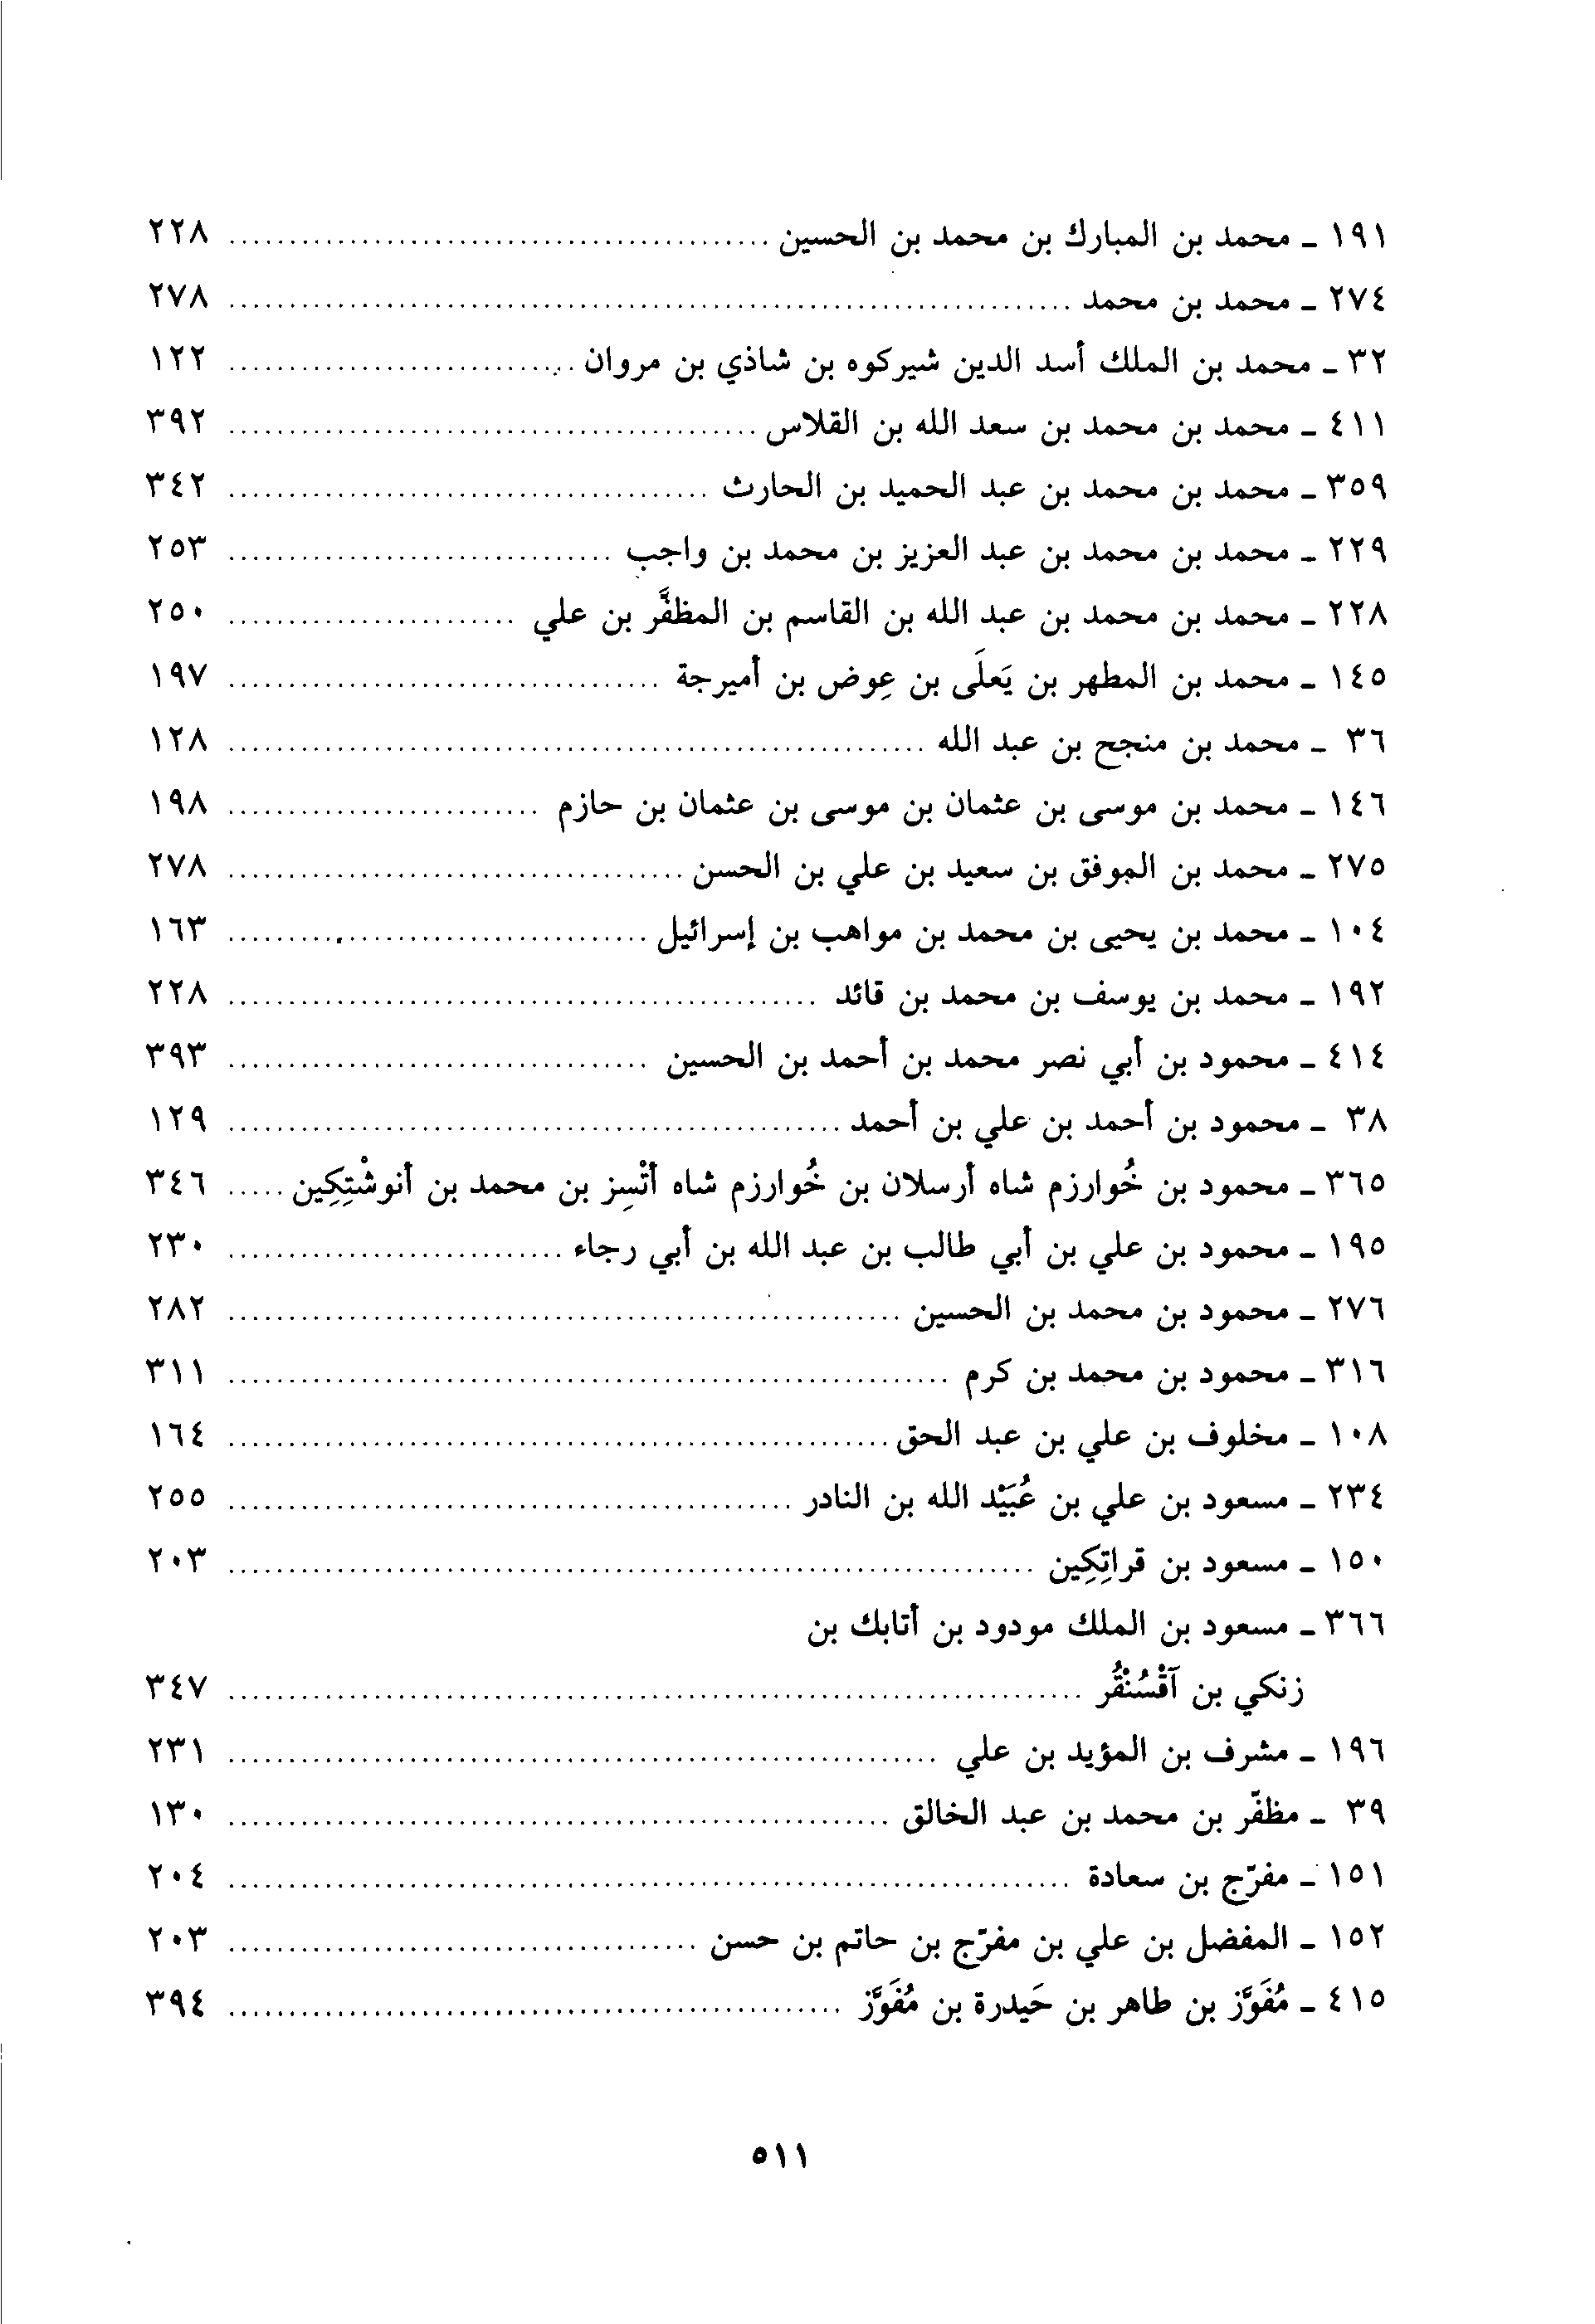 ١٩١ - محمد بن المبارك بن محمد بن الحسين ........ ٢٢٨
٢٧٤ - محمد بن محمد ........ ٢٧٨
٣٢ - محمد بن الملك أسد الدين شيركوه بن شاذي بن مروان ........ ١٢٢
٤١١ - محمد بن محمد بن سعد الله بن القلاس ........ ٣٩٢
٣٥٩ - محمد بن محمد بن عبد الحميد بن الحارث ........ ٣٤٢
٢٢٩ - محمد بن محمد بن عبد العزيز بن محمد بن واجب ........ ٢٥٣
٢٢٨ - محمد بن محمد بن عبد الله بن القاسم بن المظفَّر بن علي ........ ٢٥٠
١٤٥ - محمد بن المطهر بن يَعلَى بن عِوض بن أميرجة ........ ١٩٧
٣٦ - محمد بن منجح بن عبد الله ........ ١٢٨
١٤٦ - محمد بن موسى بن عثمان بن موسى بن عثمان بن حازم ........ ١٩٨
٢٧٥ - محمد بن الموفق بن سعيد بن علي بن الحسن ........ ٢٧٨
١٠٤ - محمد بن يحيى بن محمد بن مواهب بن إسرائيل ........ ١٦٣
١٩٢ - محمد بن يوسف بن محمد بن قائد ........ ٢٢٨
٤١٤ - محمود بن أبي نصر محمد بن أحمد بن الحسين ........ ٣٩٣
٣٨ - محمود بن أحمد بن علي بن أحمد ........ ١٢٩
٣٦٥ - محمود بن خُوارزم شاه أرسلان بن خُوارزم شاه أتْسِز بن محمد بن أنوشْتِكِين ..... ٣٤٦
١٩٥ - محمود بن علي بن أبي طالب بن عبد الله بن أبي رجاء ........ ٢٣٠
٢٧٦ - محمود بن محمد بن الحسين ........ ٢٨٢
٣١٦ - محمود بن محمد بن كرم ........ ٣١١
١٠٨ - مخلوف بن علي بن عبد الحق ........ ١٦٤
٢٣٤ - مسعود بن علي بن عُبَيْد الله بن النادر ........ ٢٥٥
١٥٠ - مسعود بن قراتِكِين ........ ٢٠٣
٣٦٦ - مسعود بن الملك مودود بن أتابك بن
زنكي بن آقْسُنْقُر ........ ٣٤٧
١٩٦ - مشرف بن المؤيد بن علي ........ ٢٣١
٣٩ - مظفّر بن محمد بن عبد الخالق ........ ١٣٠
١٥١ - مفرّج بن سعادة ........ ٢٠٤
١٥٢ - المفضل بن علي بن مفرّج بن حاتم بن حسن ........ ٢٠٣
٤١٥ - مُفَوَّز بن طاهر بن حَيدرة بن مُفَوَّز ........ ٣٩٤
٥١١